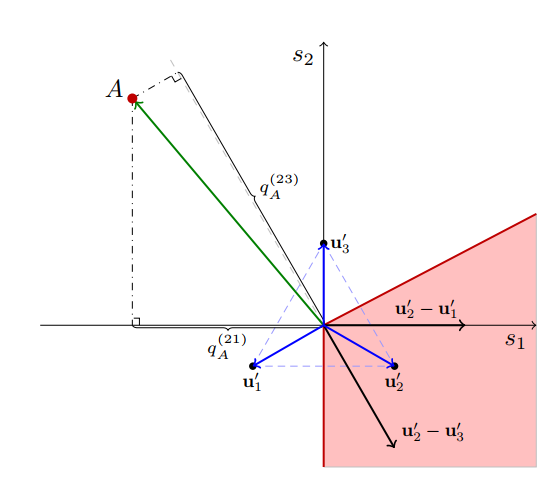 s₂
A
q_A^(23)
u′₃
u′₂ − u′₁
s₁
q_A^(21)
u′₁
u′₂
u′₂ − u′₃